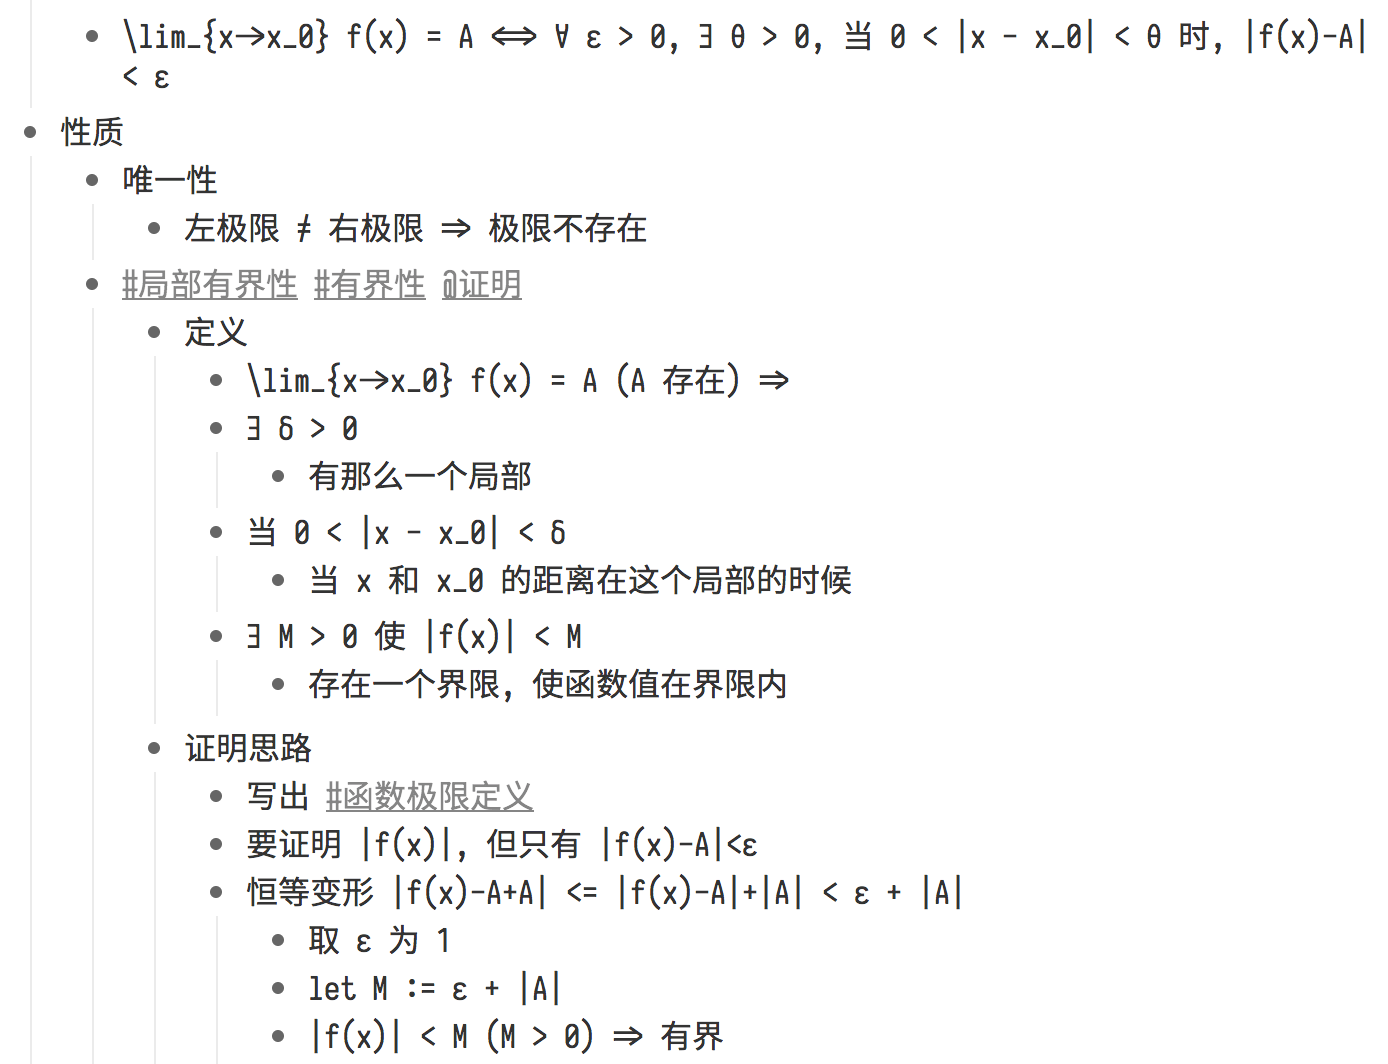 \lim_{x→x_0} f(x) = A ⟺ ∀ ε > 0, ∃ θ > 0, 当 0 < |x - x_0| < θ 时, |f(x)-A|
< ε
性质
唯一性
左极限 ≠ 右极限 ⇒ 极限不存在
#局部有界性 #有界性 @证明
定义
\lim_{x→x_0} f(x) = A (A 存在) ⇒
∃ δ > 0
有那么一个局部
当 0 < |x - x_0| < δ
当 x 和 x_0 的距离在这个局部的时候
∃ M > 0 使 |f(x)| < M
存在一个界限, 使函数值在界限内
证明思路
写出 #函数极限定义
要证明 |f(x)|, 但只有 |f(x)-A|<ε
恒等变形 |f(x)-A+A| <= |f(x)-A|+|A| < ε + |A|
取 ε 为 1
let M := ε + |A|
|f(x)| < M (M > 0) ⇒ 有界